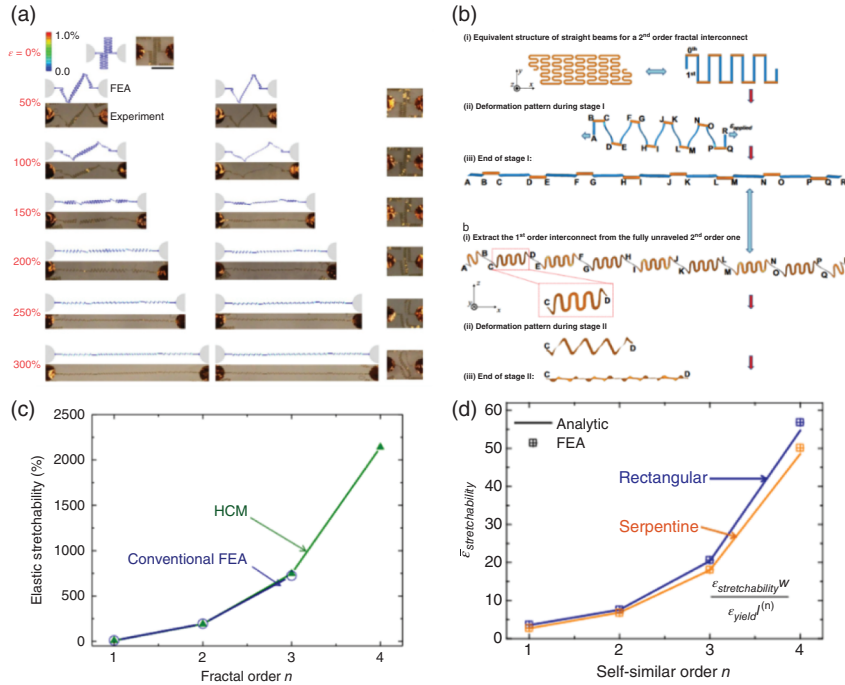 (a)
1.0%
0.0
ε = 0%
FEA
50%
Experiment
100%
150%
200%
250%
300%
(b)
(i) Equivalent structure of straight beams for a 2nd order fractal interconnect
0th
1st
y
z x
(ii) Deformation pattern during stage I
B C F G J K N O
R εapplied
A
D E H I L M P Q
(iii) End of stage I:
A B C D E F G H I J K L M N O P Q R
b
(i) Extract the 1st order interconnect from the fully unraveled 2nd order one
A B C D E F G H I J K L M N O P Q
C D
z
y x
(ii) Deformation pattern during stage II
C D
(iii) End of stage II:
C D
(c)
Elastic stretchability (%)
2500
2000
1500
1000
500
0
HCM
Conventional FEA
1 2 3 4
Fractal order n
(d)
ε̄stretchability
60
50
40
30
20
10
0
Analytic
FEA
Rectangular
Serpentine
εstretchability w
εyield l(n)
1 2 3 4
Self-similar order n